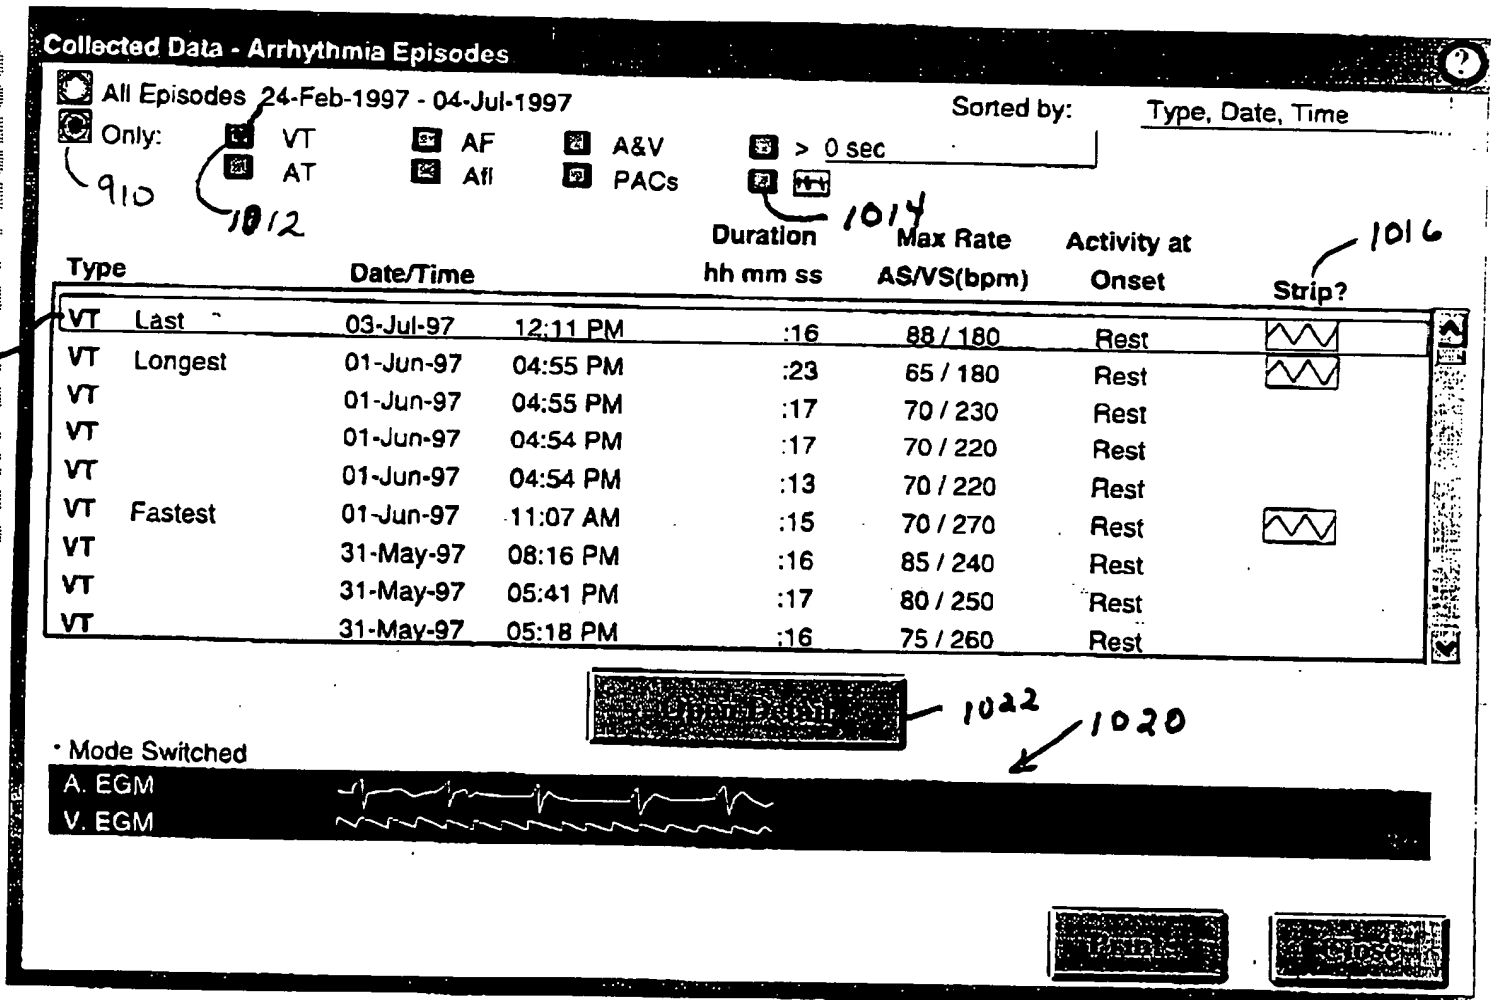 Collected Data - Arrhythmia Episodes ?
All Episodes 24-Feb-1997 - 04-Jul-1997 Sorted by: Type, Date, Time
Only: VT AF A&V > 0 sec
AT Afl PACs
910 1012 1014 1016
Type Date/Time Duration hh mm ss Max Rate AS/VS(bpm) Activity at Onset Strip?
VT Last 03-Jul-97 12:11 PM :16 88 / 180 Rest
VT Longest 01-Jun-97 04:55 PM :23 65 / 180 Rest
VT 01-Jun-97 04:55 PM :17 70 / 230 Rest
VT 01-Jun-97 04:54 PM :17 70 / 220 Rest
VT 01-Jun-97 04:54 PM :13 70 / 220 Rest
VT Fastest 01-Jun-97 11:07 AM :15 70 / 270 Rest
VT 31-May-97 08:16 PM :16 85 / 240 Rest
VT 31-May-97 05:41 PM :17 80 / 250 Rest
VT 31-May-97 05:18 PM :16 75 / 260 Rest
Open Detail 1022
1020
· Mode Switched
A. EGM
V. EGM
Close